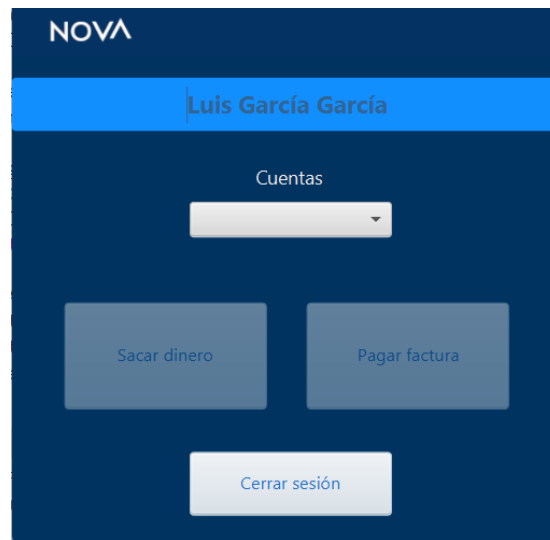 NOVA
Luis García García
Cuentas
Sacar dinero
Pagar factura
Cerrar sesión